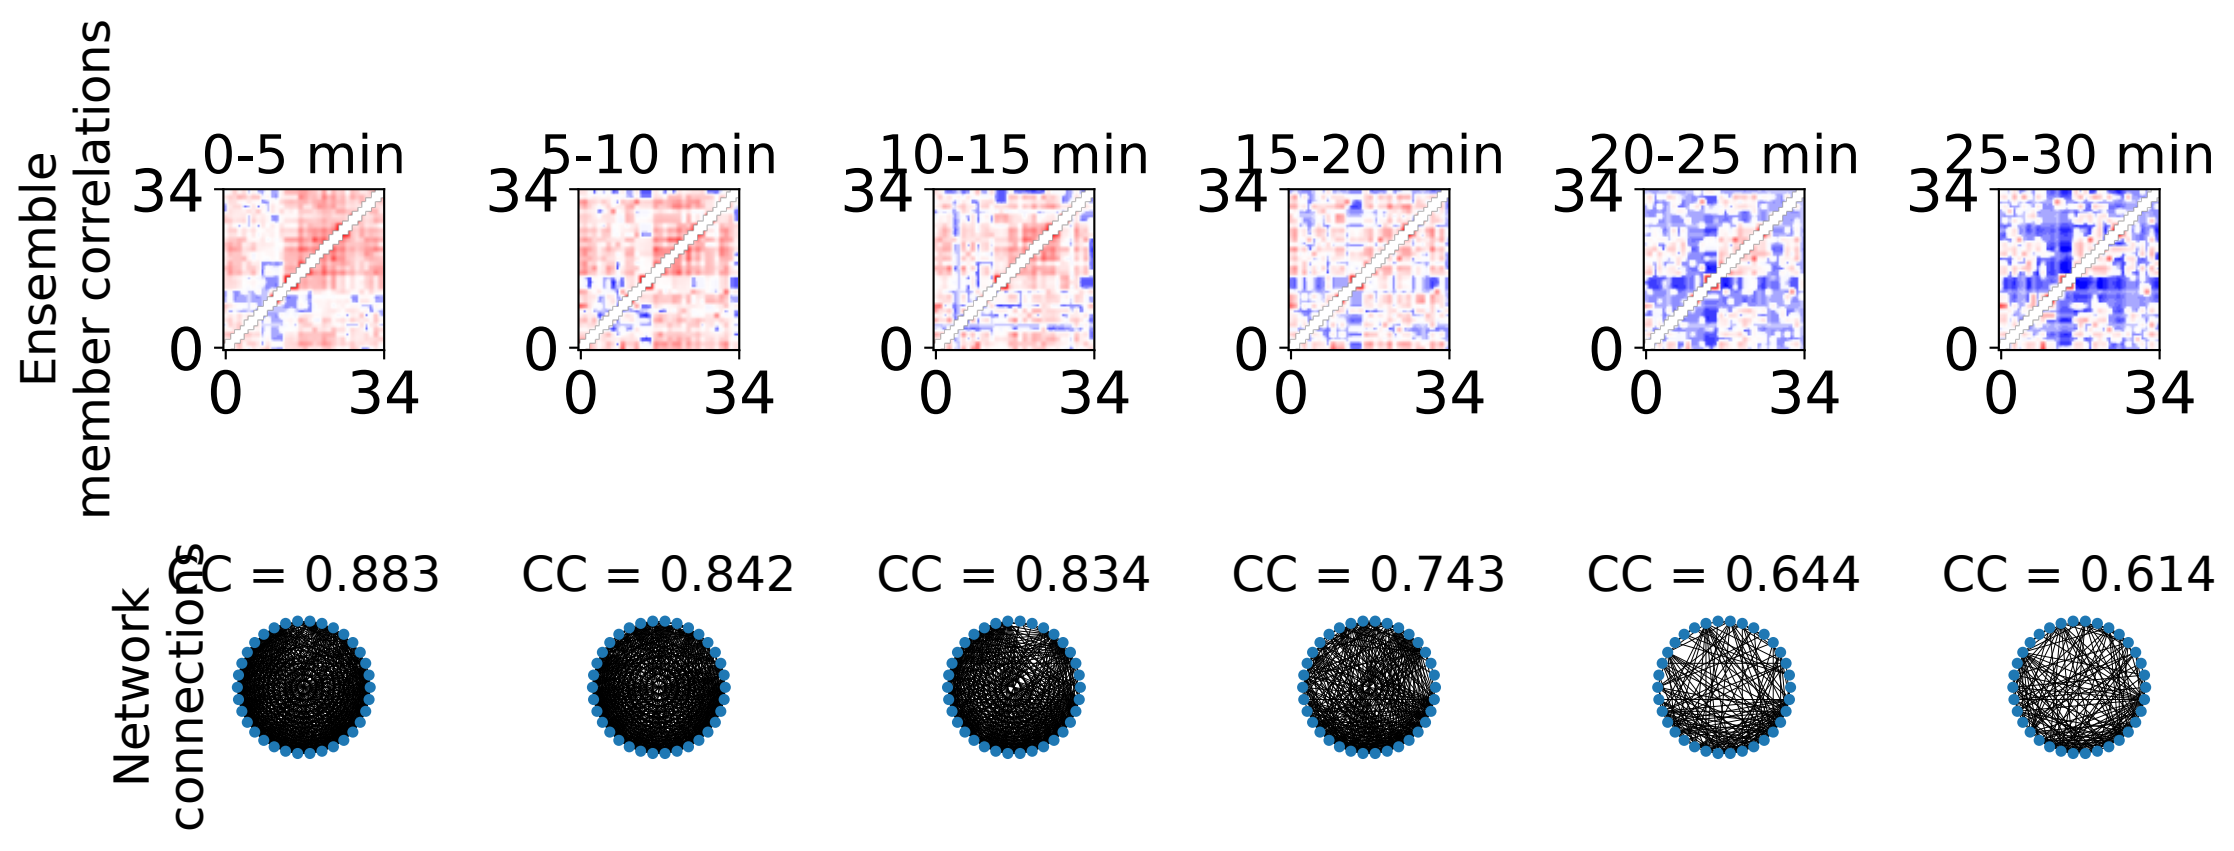 Ensemble
member correlations
0-5 min
5-10 min
10-15 min
15-20 min
20-25 min
25-30 min
34
0
0
34
34
0
0
34
34
0
0
34
34
0
0
34
34
0
0
34
34
0
0
34
Network
connections
CC = 0.883
CC = 0.842
CC = 0.834
CC = 0.743
CC = 0.644
CC = 0.614